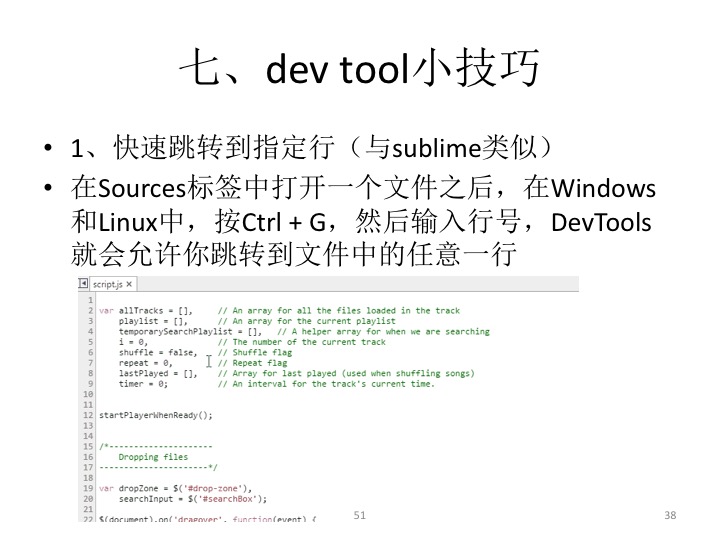 七、dev tool小技巧
• 1、快速跳转到指定行（与sublime类似）
• 在Sources标签中打开一个文件之后，在Windows
和Linux中，按Ctrl + G，然后输入行号，DevTools
就会允许你跳转到文件中的任意一行
script.js ×
1
2 var allTracks = [],     // An array for all the files loaded in the track
3     playlist = [],      // An array for the current playlist
4     temporarySearchPlaylist = [],   // A helper array for when we are searching
5     i = 0,              // The number of the current track
6     shuffle = false,    // Shuffle flag
7     repeat = 0,         // Repeat flag
8     lastPlayed = [],    // Array for last played (used when shuffling songs)
9     timer = 0;          // An interval for the track's current time.
10
11
12 startPlayerWhenReady();
13
14
15 /*---------------------
16     Dropping files
17 ----------------------*/
18
19 var dropZone = $('#drop-zone'),
20     searchInput = $('#searchBox');
21
22 $(document).on('dragover', function(event) {
51
38